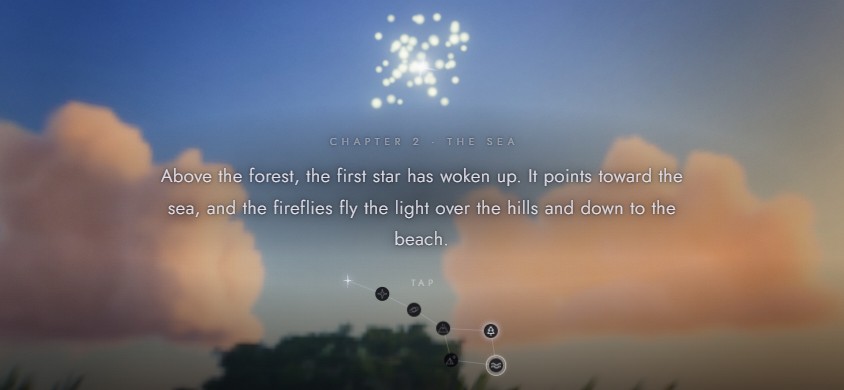 CHAPTER 2 · THE SEA
Above the forest, the first star has woken up. It points toward the
sea, and the fireflies fly the light over the hills and down to the
beach.
TAP